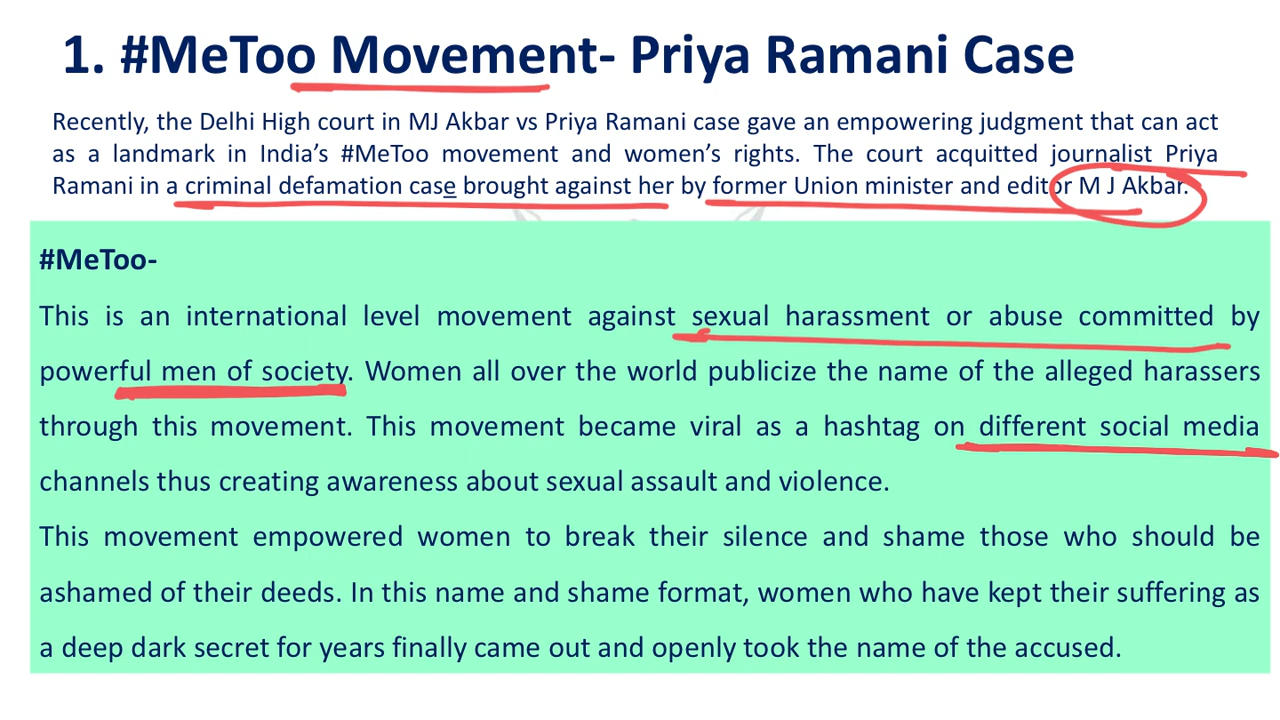 1. #MeToo Movement- Priya Ramani Case
Recently, the Delhi High court in MJ Akbar vs Priya Ramani case gave an empowering judgment that can act
as a landmark in India's #MeToo movement and women's rights. The court acquitted journalist Priya
Ramani in a criminal defamation case brought against her by former Union minister and editor M J Akbar.
#MeToo-
This is an international level movement against sexual harassment or abuse committed by
powerful men of society. Women all over the world publicize the name of the alleged harassers
through this movement. This movement became viral as a hashtag on different social media
channels thus creating awareness about sexual assault and violence.
This movement empowered women to break their silence and shame those who should be
ashamed of their deeds. In this name and shame format, women who have kept their suffering as
a deep dark secret for years finally came out and openly took the name of the accused.